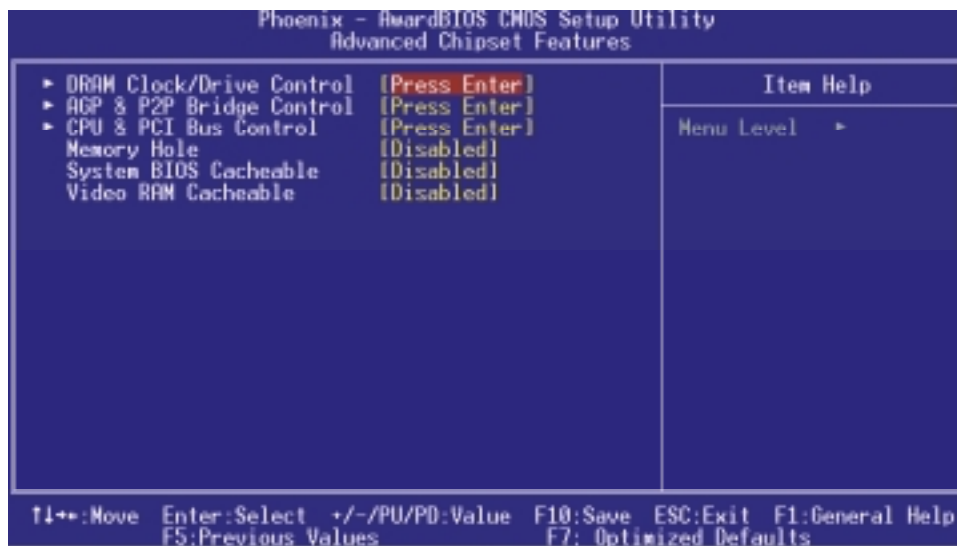 Phoenix - AwardBIOS CMOS Setup Utility
Advanced Chipset Features
► DRAM Clock/Drive Control [Press Enter]
► AGP & P2P Bridge Control [Press Enter]
► CPU & PCI Bus Control [Press Enter]
Memory Hole [Disabled]
System BIOS Cacheable [Disabled]
Video RAM Cacheable [Disabled]
Item Help
Menu Level ►
↑↓→←:Move Enter:Select +/-/PU/PD:Value F10:Save ESC:Exit F1:General Help
F5:Previous Values F7: Optimized Defaults